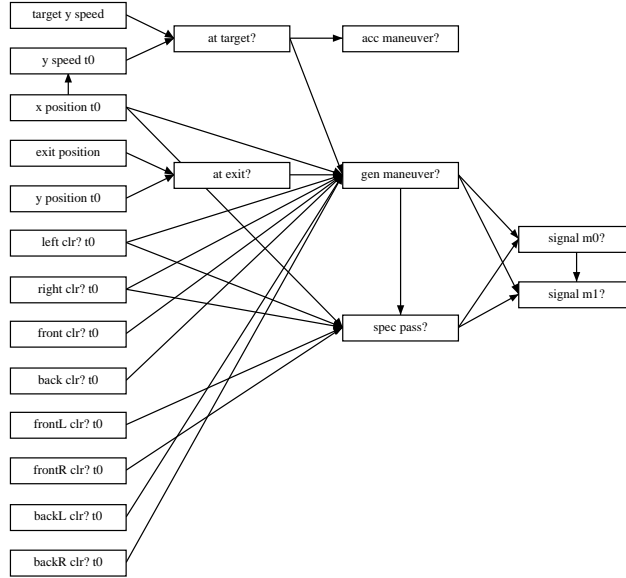 target y speed
y speed t0
x position t0
exit position
y position t0
left clr? t0
right clr? t0
front clr? t0
back clr? t0
frontL clr? t0
frontR clr? t0
backL clr? t0
backR clr? t0
at target?
at exit?
acc maneuver?
gen maneuver?
spec pass?
signal m0?
signal m1?